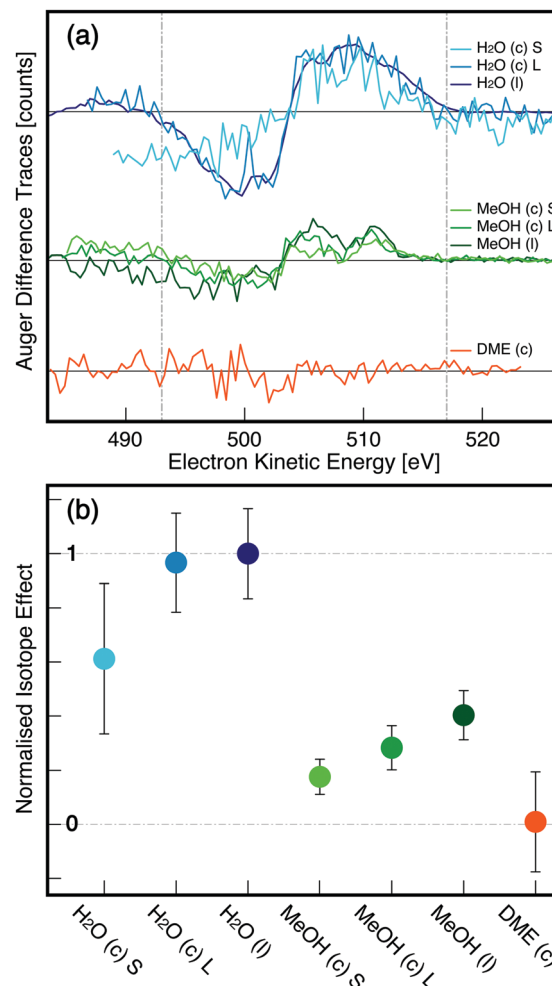 (a)
H2O (c) S
H2O (c) L
H2O (l)
MeOH (c) S
MeOH (c) L
MeOH (l)
DME (c)
Auger Difference Traces [counts]
490
500
510
520
Electron Kinetic Energy [eV]
(b)
1
0
Normalised Isotope Effect
H2O (c) S
H2O (c) L
H2O (l)
MeOH (c) S
MeOH (c) L
MeOH (l)
DME (c)